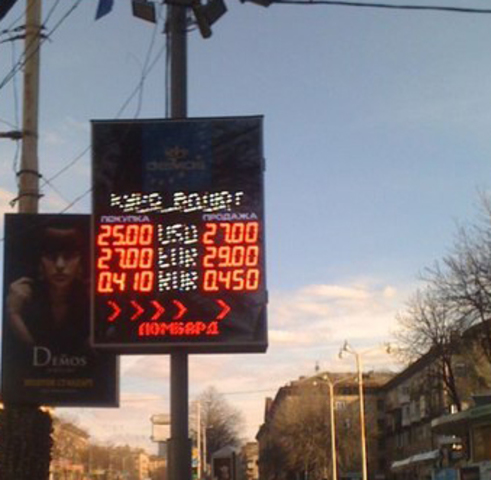 КУРС ВАЛЮТ
ПОКУПКА ПРОДАЖА
25.00 USD 27.00
27.00 EUR 29.00
0.410 RUR 0.450
> > > > >
ЛОМБАРД
DEMOS